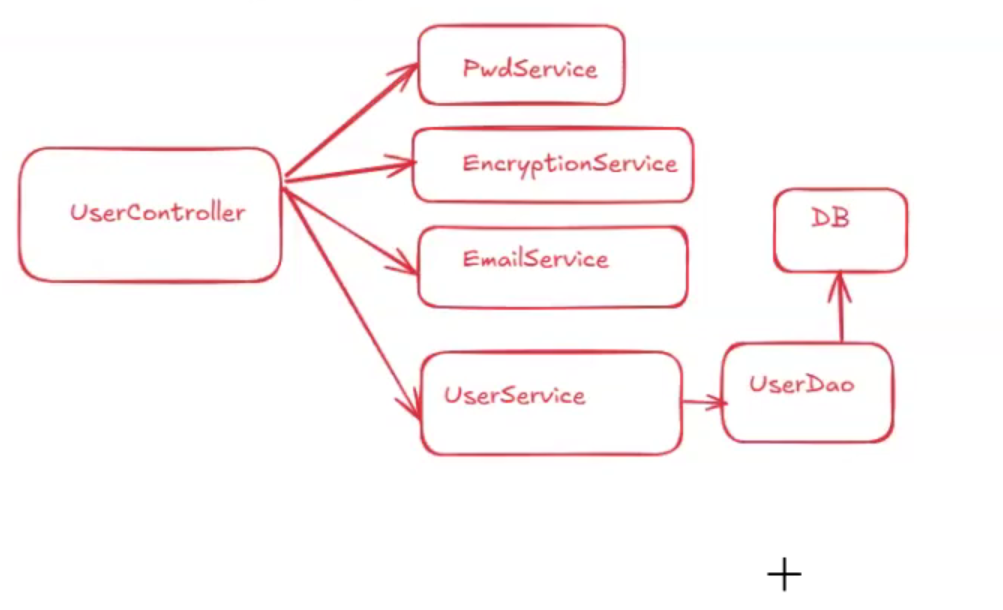 PwdService
EncryptionService
UserController
DB
EmailService
UserService
UserDao